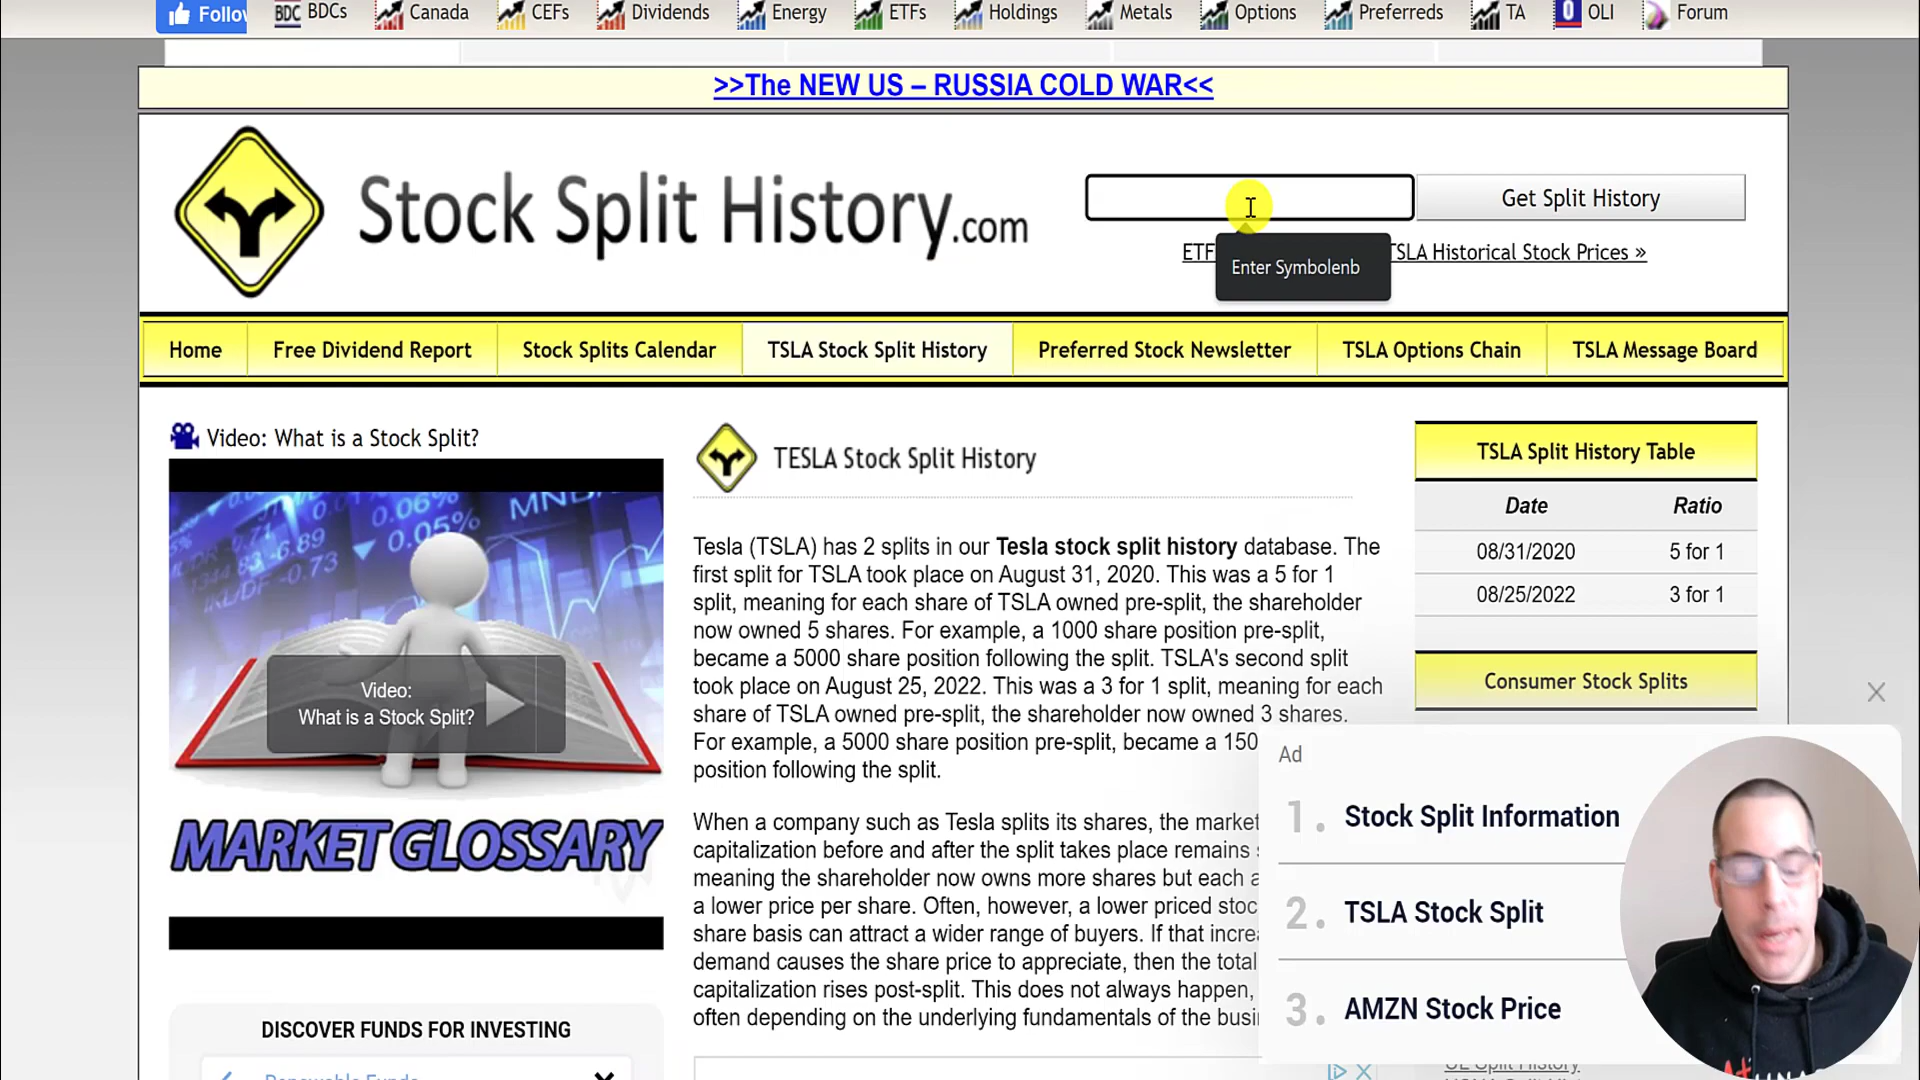 Follow
BDC BDCs Canada CEFs Dividends Energy ETFs Holdings Metals Options Preferreds TA OLI Forum
>>The NEW US – RUSSIA COLD WAR<<
Stock Split History.com
Get Split History
Enter Symbolenb
ETF TSLA Historical Stock Prices »
Home Free Dividend Report Stock Splits Calendar TSLA Stock Split History Preferred Stock Newsletter TSLA Options Chain TSLA Message Board
Video: What is a Stock Split?
0.06%
0.05%
MN
-6.89
-0.73
Video:
What is a Stock Split?
MARKET GLOSSARY
DISCOVER FUNDS FOR INVESTING
Renewable Funds
TESLA Stock Split History
Tesla (TSLA) has 2 splits in our Tesla stock split history database. The
first split for TSLA took place on August 31, 2020. This was a 5 for 1
split, meaning for each share of TSLA owned pre-split, the shareholder
now owned 5 shares. For example, a 1000 share position pre-split,
became a 5000 share position following the split. TSLA's second split
took place on August 25, 2022. This was a 3 for 1 split, meaning for each
share of TSLA owned pre-split, the shareholder now owned 3 shares.
For example, a 5000 share position pre-split, became a 150
position following the split.
When a company such as Tesla splits its shares, the market
capitalization before and after the split takes place remains
meaning the shareholder now owns more shares but each
a lower price per share. Often, however, a lower priced
share basis can attract a wider range of buyers. If that
demand causes the share price to appreciate, then the total
capitalization rises post-split. This does not always happen,
often depending on the underlying fundamentals of the
TSLA Split History Table
Date Ratio
08/31/2020 5 for 1
08/25/2022 3 for 1
Consumer Stock Splits
Ad
1. Stock Split Information
2. TSLA Stock Split
3. AMZN Stock Price